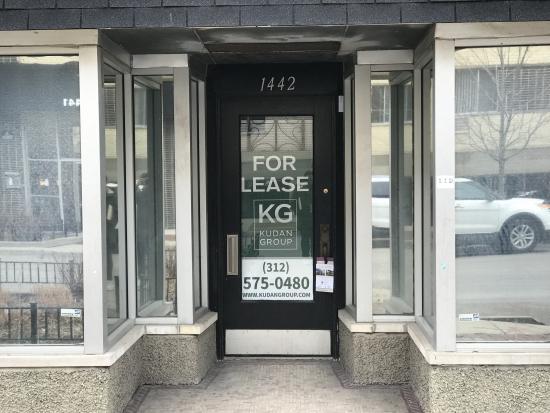 1442
FOR
LEASE
KG
KUDAN
GROUP
(312)
575-0480
WWW.KUDANGROUP.COM